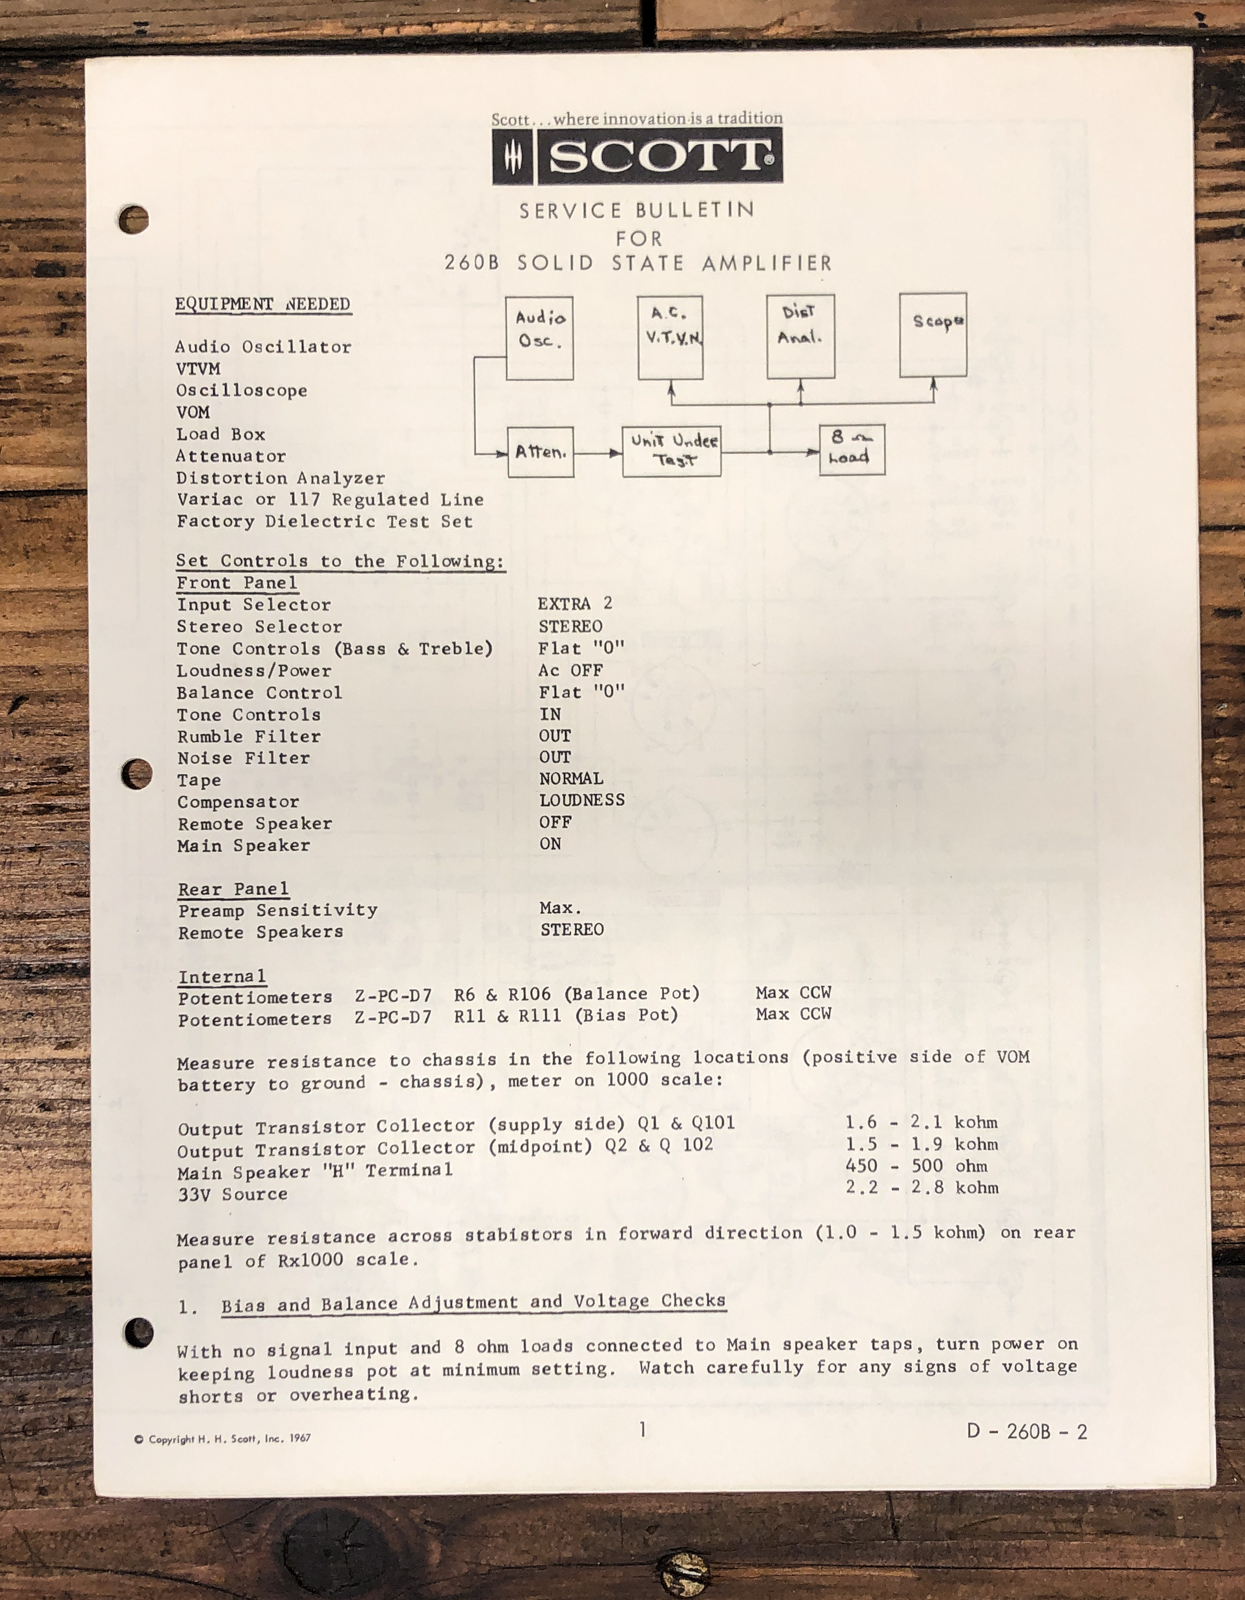 Scott...where innovation is a tradition
SCOTT®
SERVICE BULLETIN
FOR
260B SOLID STATE AMPLIFIER
EQUIPMENT NEEDED
Audio Oscillator
VTVM
Oscilloscope
VOM
Load Box
Attenuator
Distortion Analyzer
Variac or 117 Regulated Line
Factory Dielectric Test Set
Audio
Osc.
A.C.
V.T.V.M.
Dist
Anal.
Scope
Atten.
Unit Under
Test
8 Ω
Load
Set Controls to the Following:
Front Panel
Input Selector EXTRA 2
Stereo Selector STEREO
Tone Controls (Bass & Treble) Flat "0"
Loudness/Power Ac OFF
Balance Control Flat "0"
Tone Controls IN
Rumble Filter OUT
Noise Filter OUT
Tape NORMAL
Compensator LOUDNESS
Remote Speaker OFF
Main Speaker ON
Rear Panel
Preamp Sensitivity Max.
Remote Speakers STEREO
Internal
Potentiometers Z-PC-D7 R6 & R106 (Balance Pot) Max CCW
Potentiometers Z-PC-D7 R11 & R111 (Bias Pot) Max CCW
Measure resistance to chassis in the following locations (positive side of VOM
battery to ground - chassis), meter on 1000 scale:
Output Transistor Collector (supply side) Q1 & Q101 1.6 - 2.1 kohm
Output Transistor Collector (midpoint) Q2 & Q 102 1.5 - 1.9 kohm
Main Speaker "H" Terminal 450 - 500 ohm
33V Source 2.2 - 2.8 kohm
Measure resistance across stabistors in forward direction (1.0 - 1.5 kohm) on rear
panel of Rx1000 scale.
1. Bias and Balance Adjustment and Voltage Checks
With no signal input and 8 ohm loads connected to Main speaker taps, turn power on
keeping loudness pot at minimum setting. Watch carefully for any signs of voltage
shorts or overheating.
© Copyright H. H. Scott, Inc. 1967
1
D - 260B - 2